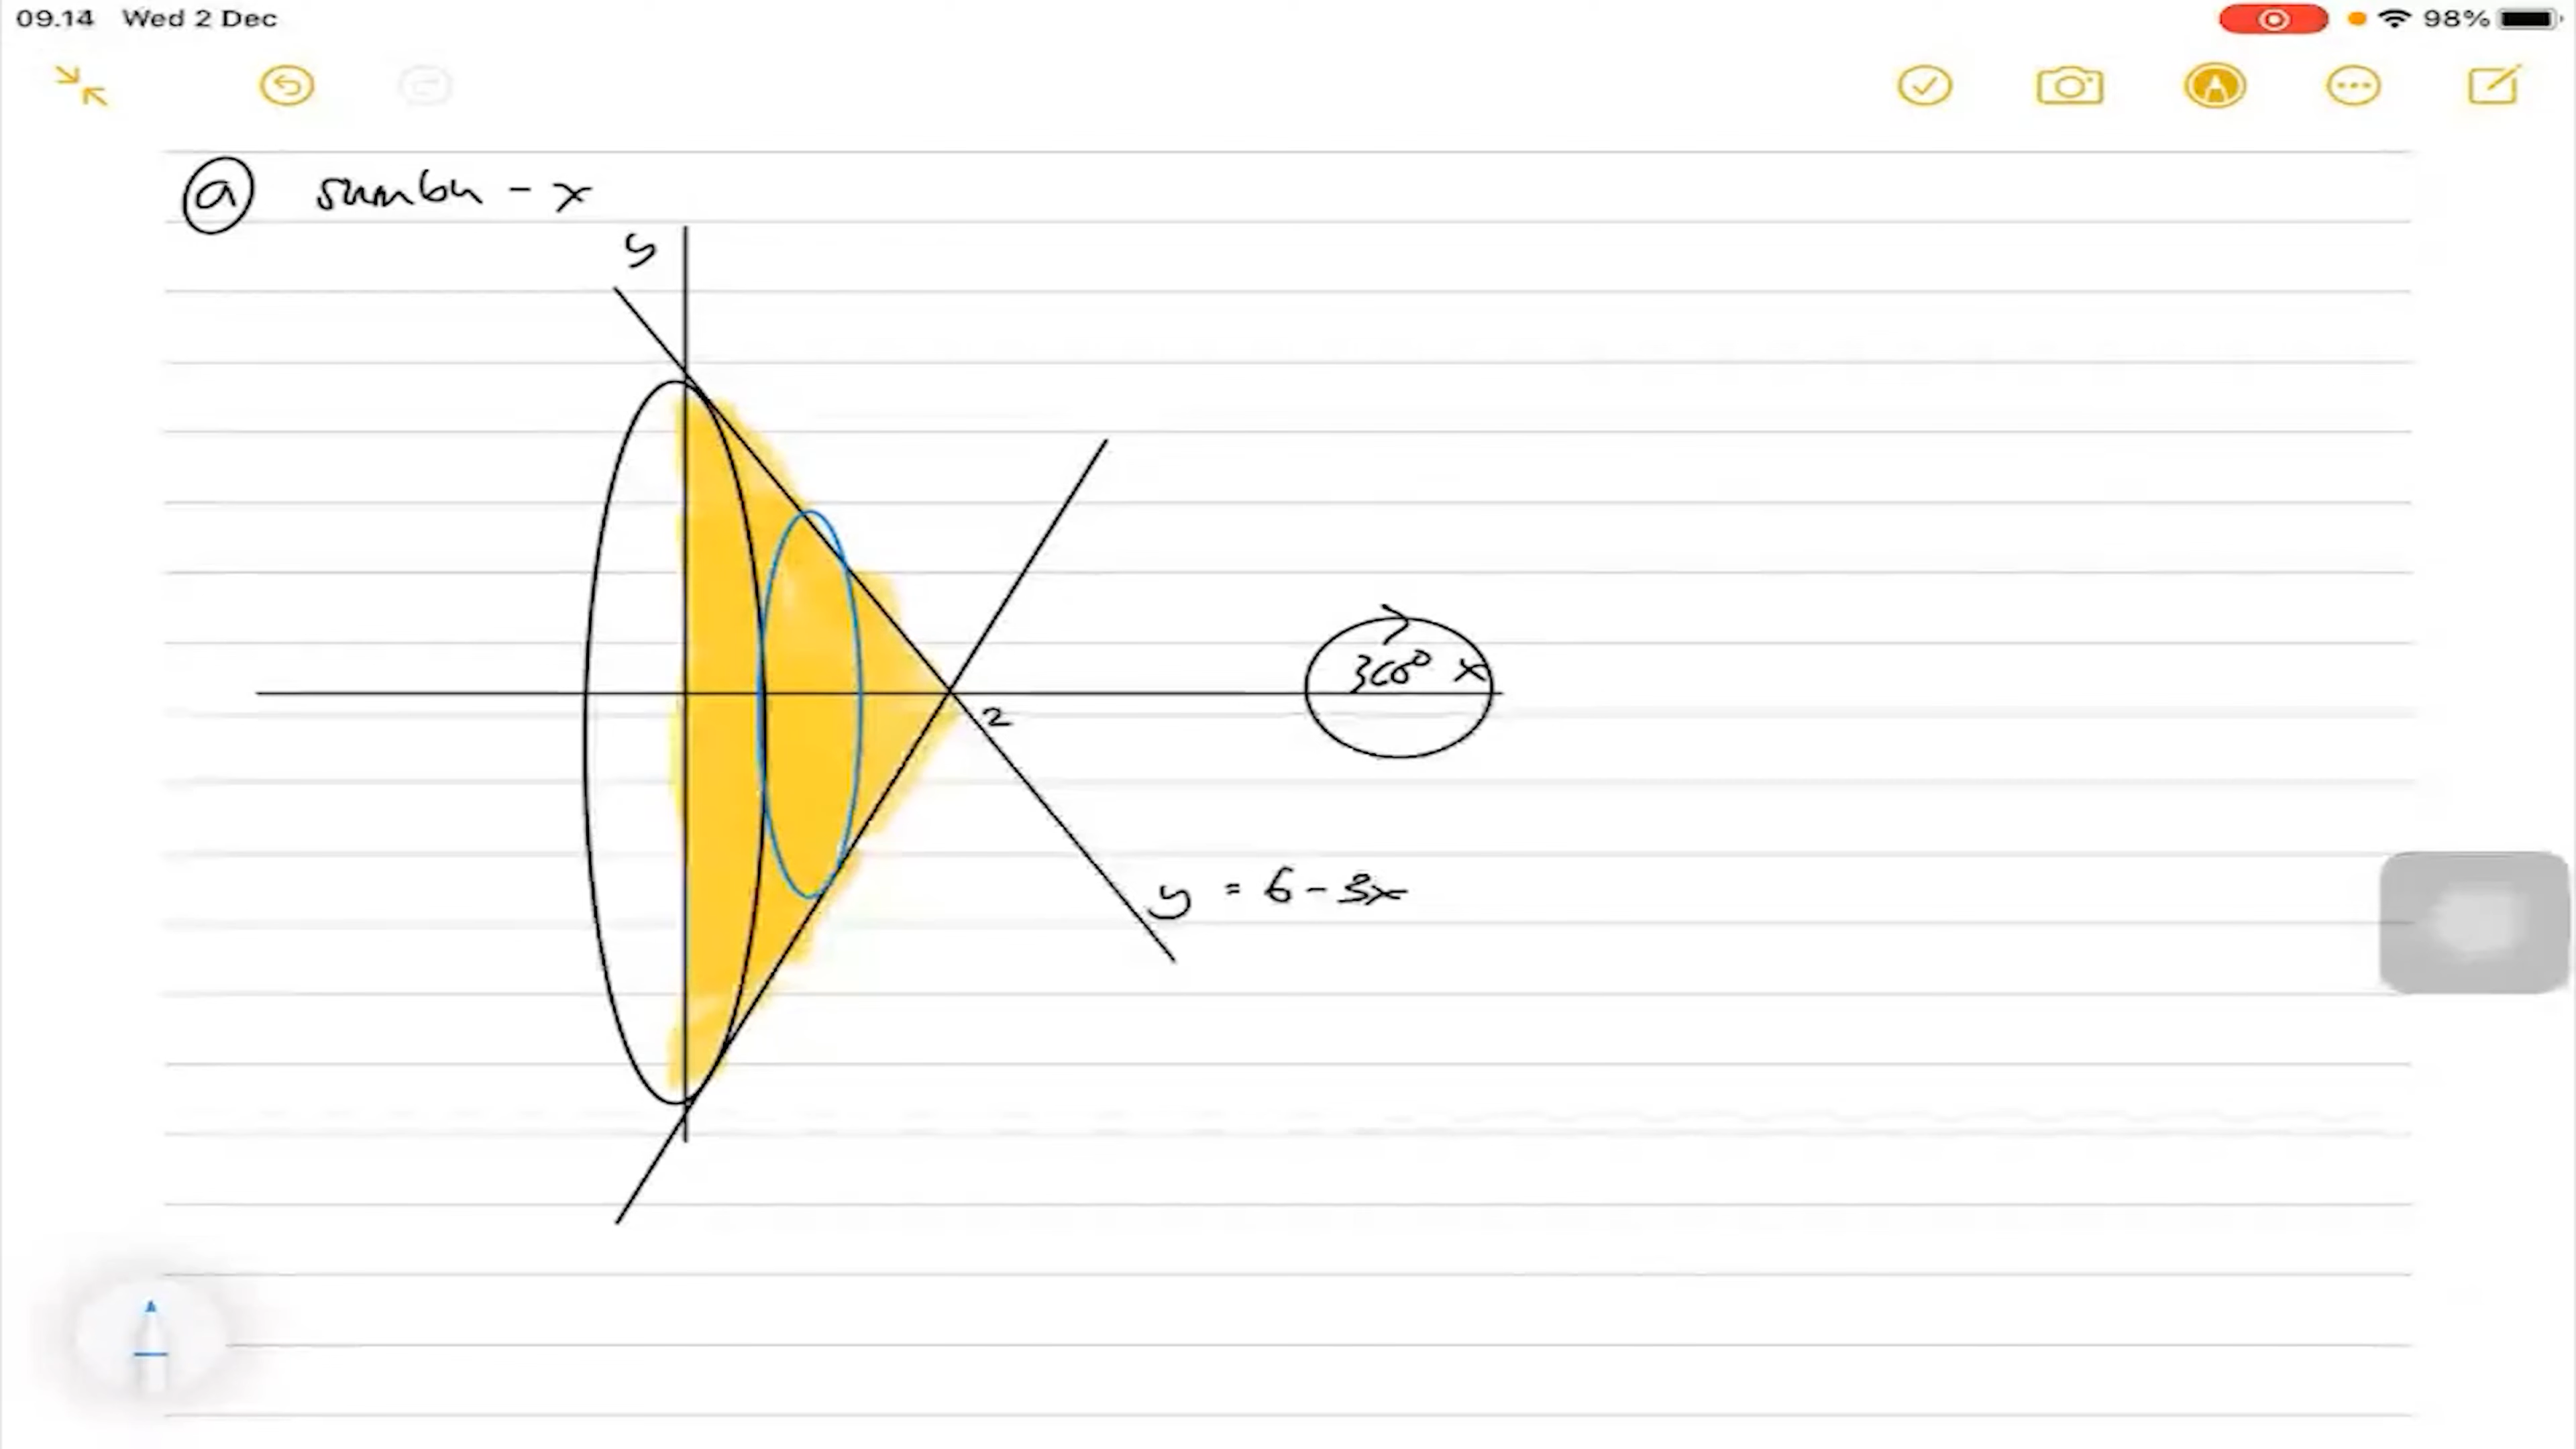 09.14 Wed 2 Dec 98%
a sumbu - x
y
360° x
2
y = 6 - 3x